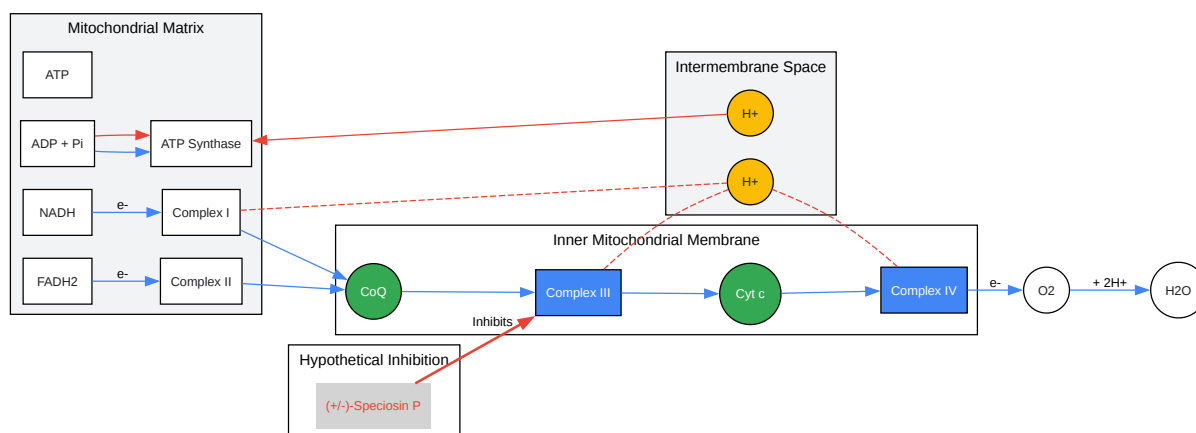 Mitochondrial Matrix
ATP
ADP + Pi
ATP Synthase
NADH
e-
Complex I
FADH2
e-
Complex II
Intermembrane Space
H+
H+
Inner Mitochondrial Membrane
CoQ
Complex III
Cyt c
Complex IV
e-
O2
+ 2H+
H2O
Inhibits
Hypothetical Inhibition
(+/-)-Speciosin P